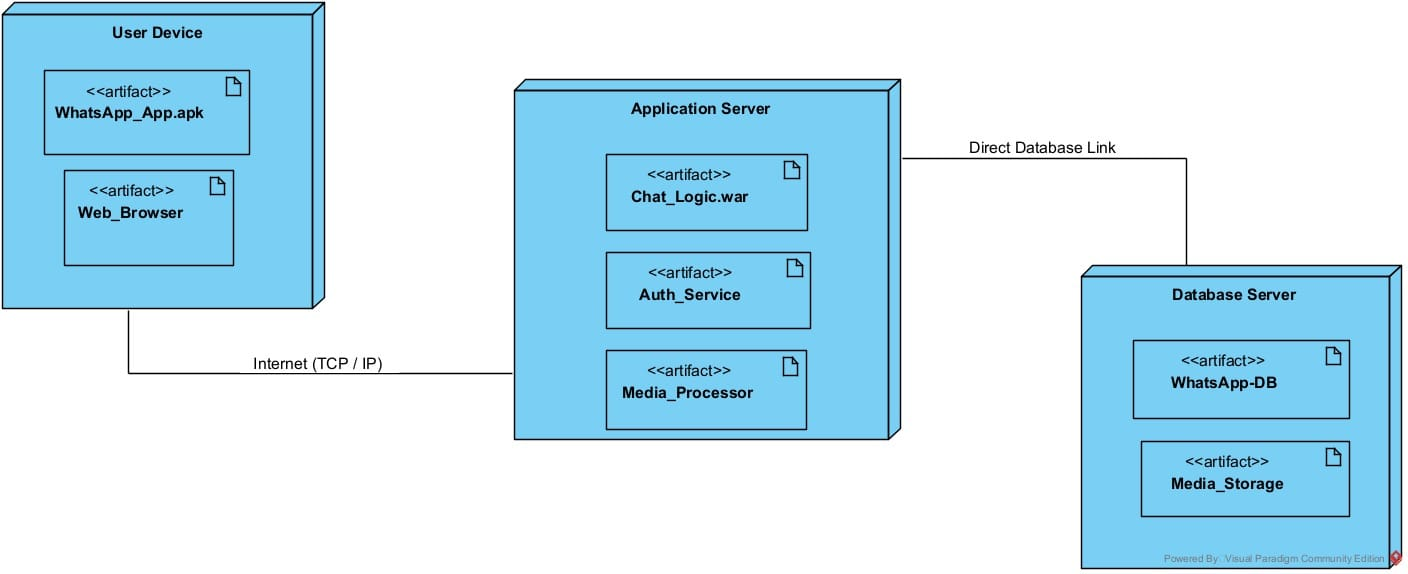 User Device
<<artifact>>
WhatsApp_App.apk
<<artifact>>
Web_Browser
Internet (TCP / IP)
Application Server
<<artifact>>
Chat_Logic.war
<<artifact>>
Auth_Service
<<artifact>>
Media_Processor
Direct Database Link
Database Server
<<artifact>>
WhatsApp-DB
<<artifact>>
Media_Storage
Powered By Visual Paradigm Community Edition